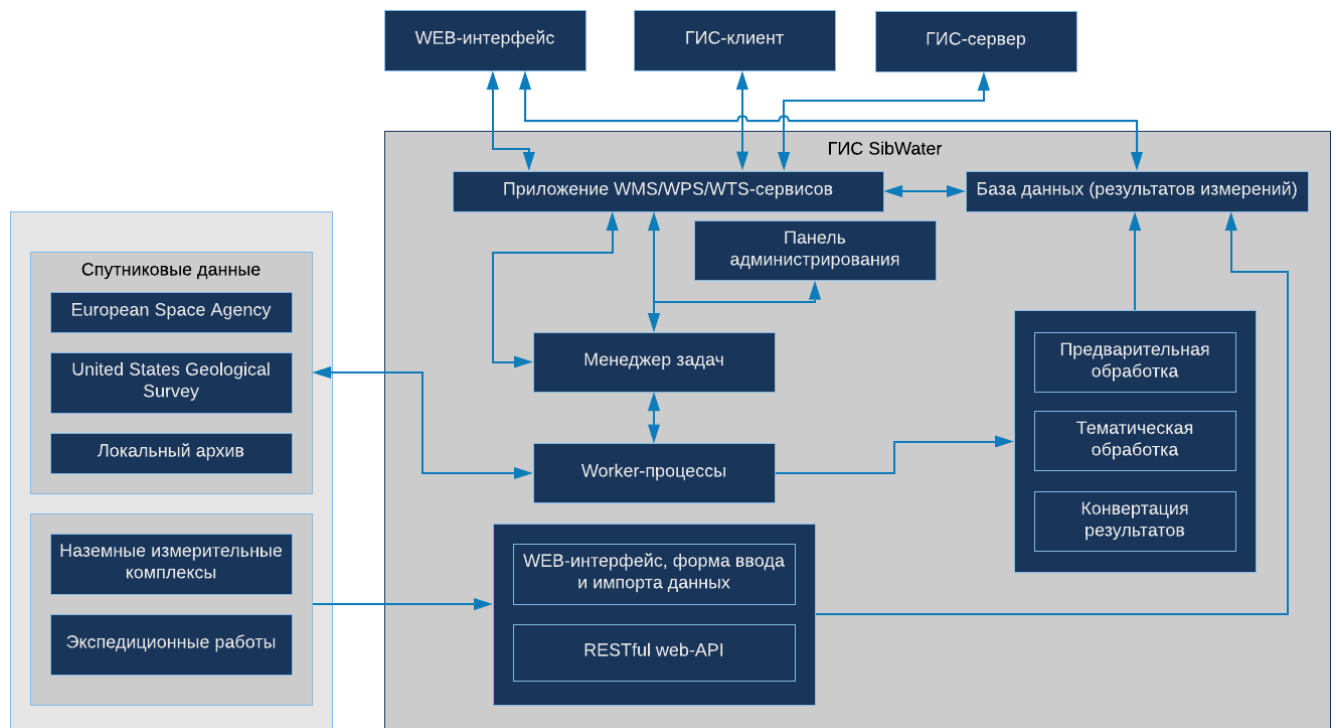 WEB-интерфейс
ГИС-клиент
ГИС-сервер
ГИС SibWater
Приложение WMS/WPS/WTS-сервисов
База данных (результатов измерений)
Панель
администрирования
Спутниковые данные
European Space Agency
United States Geological
Survey
Локальный архив
Менеджер задач
Worker-процессы
Предварительная
обработка
Тематическая
обработка
Конвертация
результатов
Наземные измерительные
комплексы
Экспедиционные работы
WEB-интерфейс, форма ввода
и импорта данных
RESTful web-API